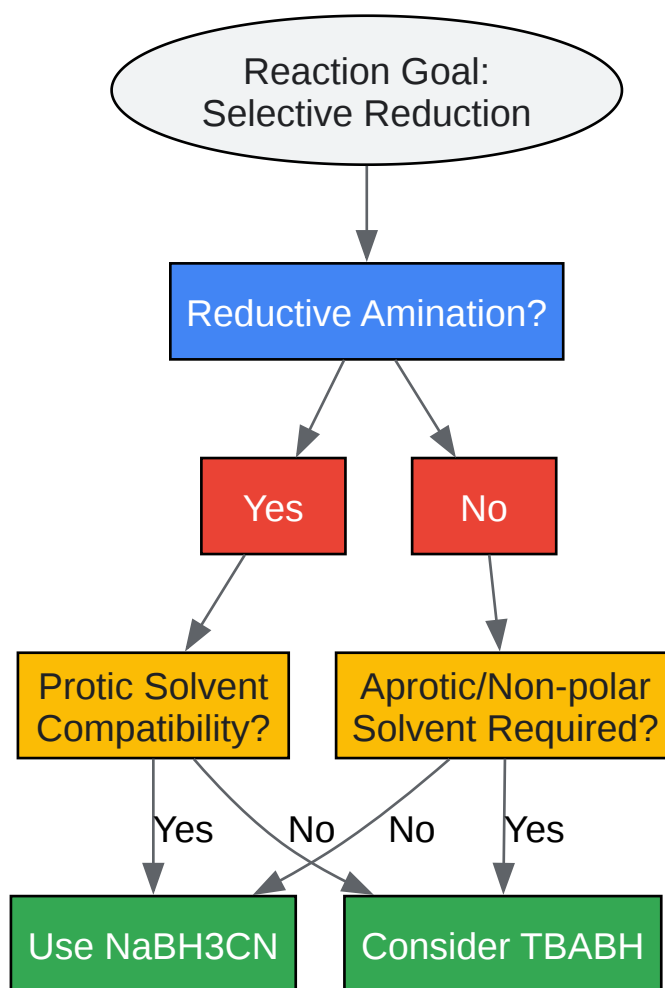 Reaction Goal:
Selective Reduction
Reductive Amination?
Yes
No
Protic Solvent
Compatibility?
Aprotic/Non-polar
Solvent Required?
Yes
No
No
Yes
Use NaBH3CN
Consider TBABH